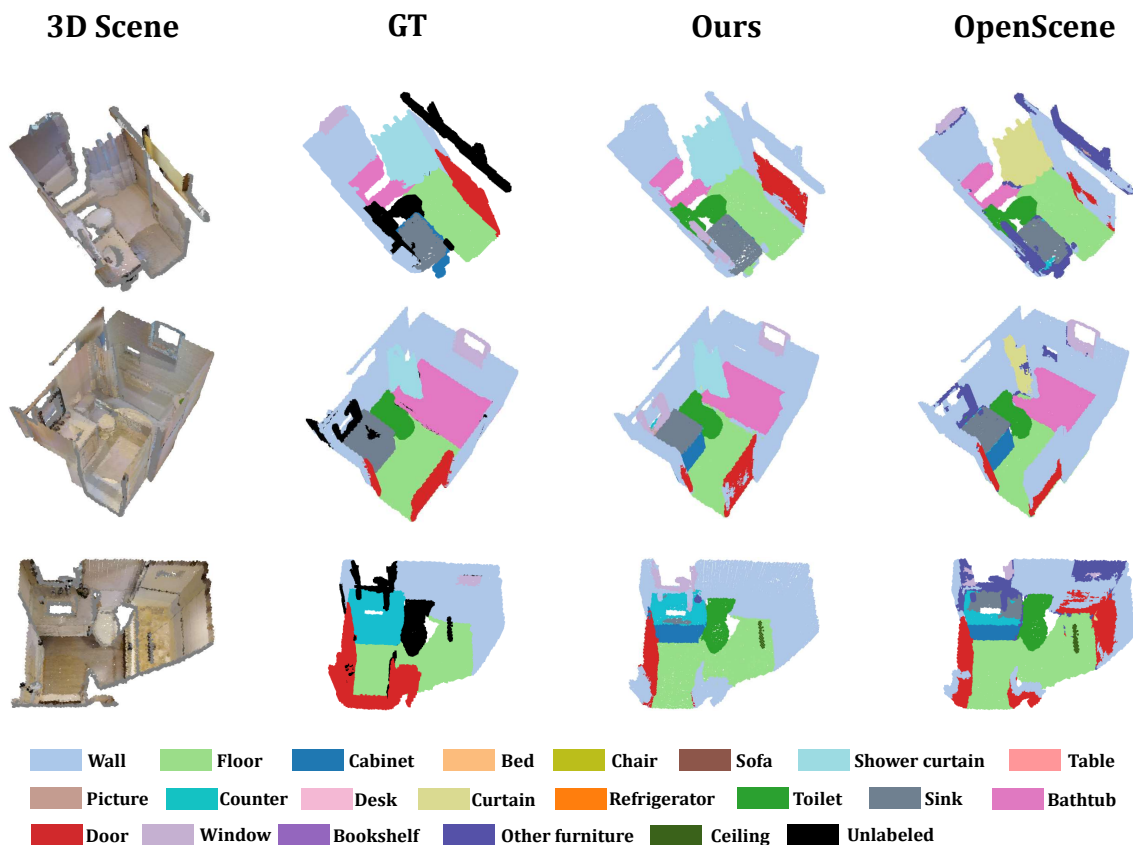 3D Scene GT Ours OpenScene
Wall Floor Cabinet Bed Chair Sofa Shower curtain Table
Picture Counter Desk Curtain Refrigerator Toilet Sink Bathtub
Door Window Bookshelf Other furniture Ceiling Unlabeled